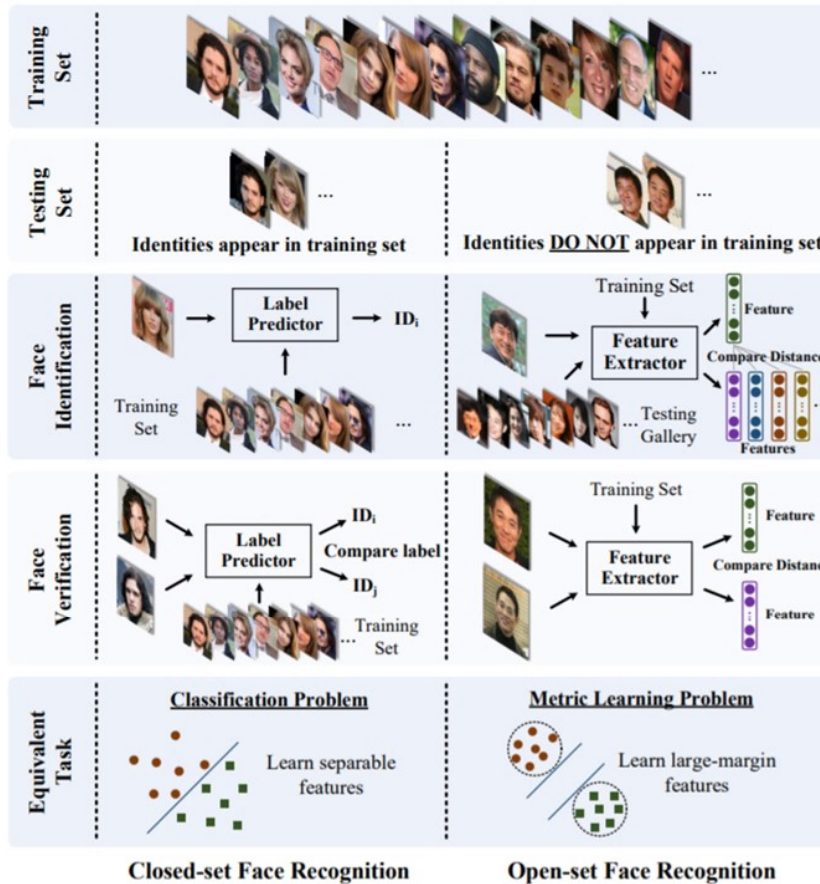 Training
Set
...
Testing
Set
...
Identities appear in training set
...
Identities DO NOT appear in training set
Face
Identification
Label
Predictor
IDi
Training
Set
...
Training Set
Feature
Extractor
Feature
Compare Distance
... Testing
Gallery
Features
...
Face
Verification
Label
Predictor
IDi
Compare label
IDj
... Training
Set
Training Set
Feature
Extractor
Feature
Compare Distance
Feature
Equivalent
Task
Classification Problem
Learn separable
features
Metric Learning Problem
Learn large-margin
features
Closed-set Face Recognition
Open-set Face Recognition